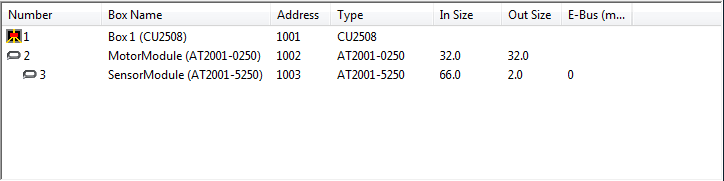 Number Box Name Address Type In Size Out Size E-Bus (m...
1 Box 1 (CU2508) 1001 CU2508
2 MotorModule (AT2001-0250) 1002 AT2001-0250 32.0 32.0
3 SensorModule (AT2001-5250) 1003 AT2001-5250 66.0 2.0 0